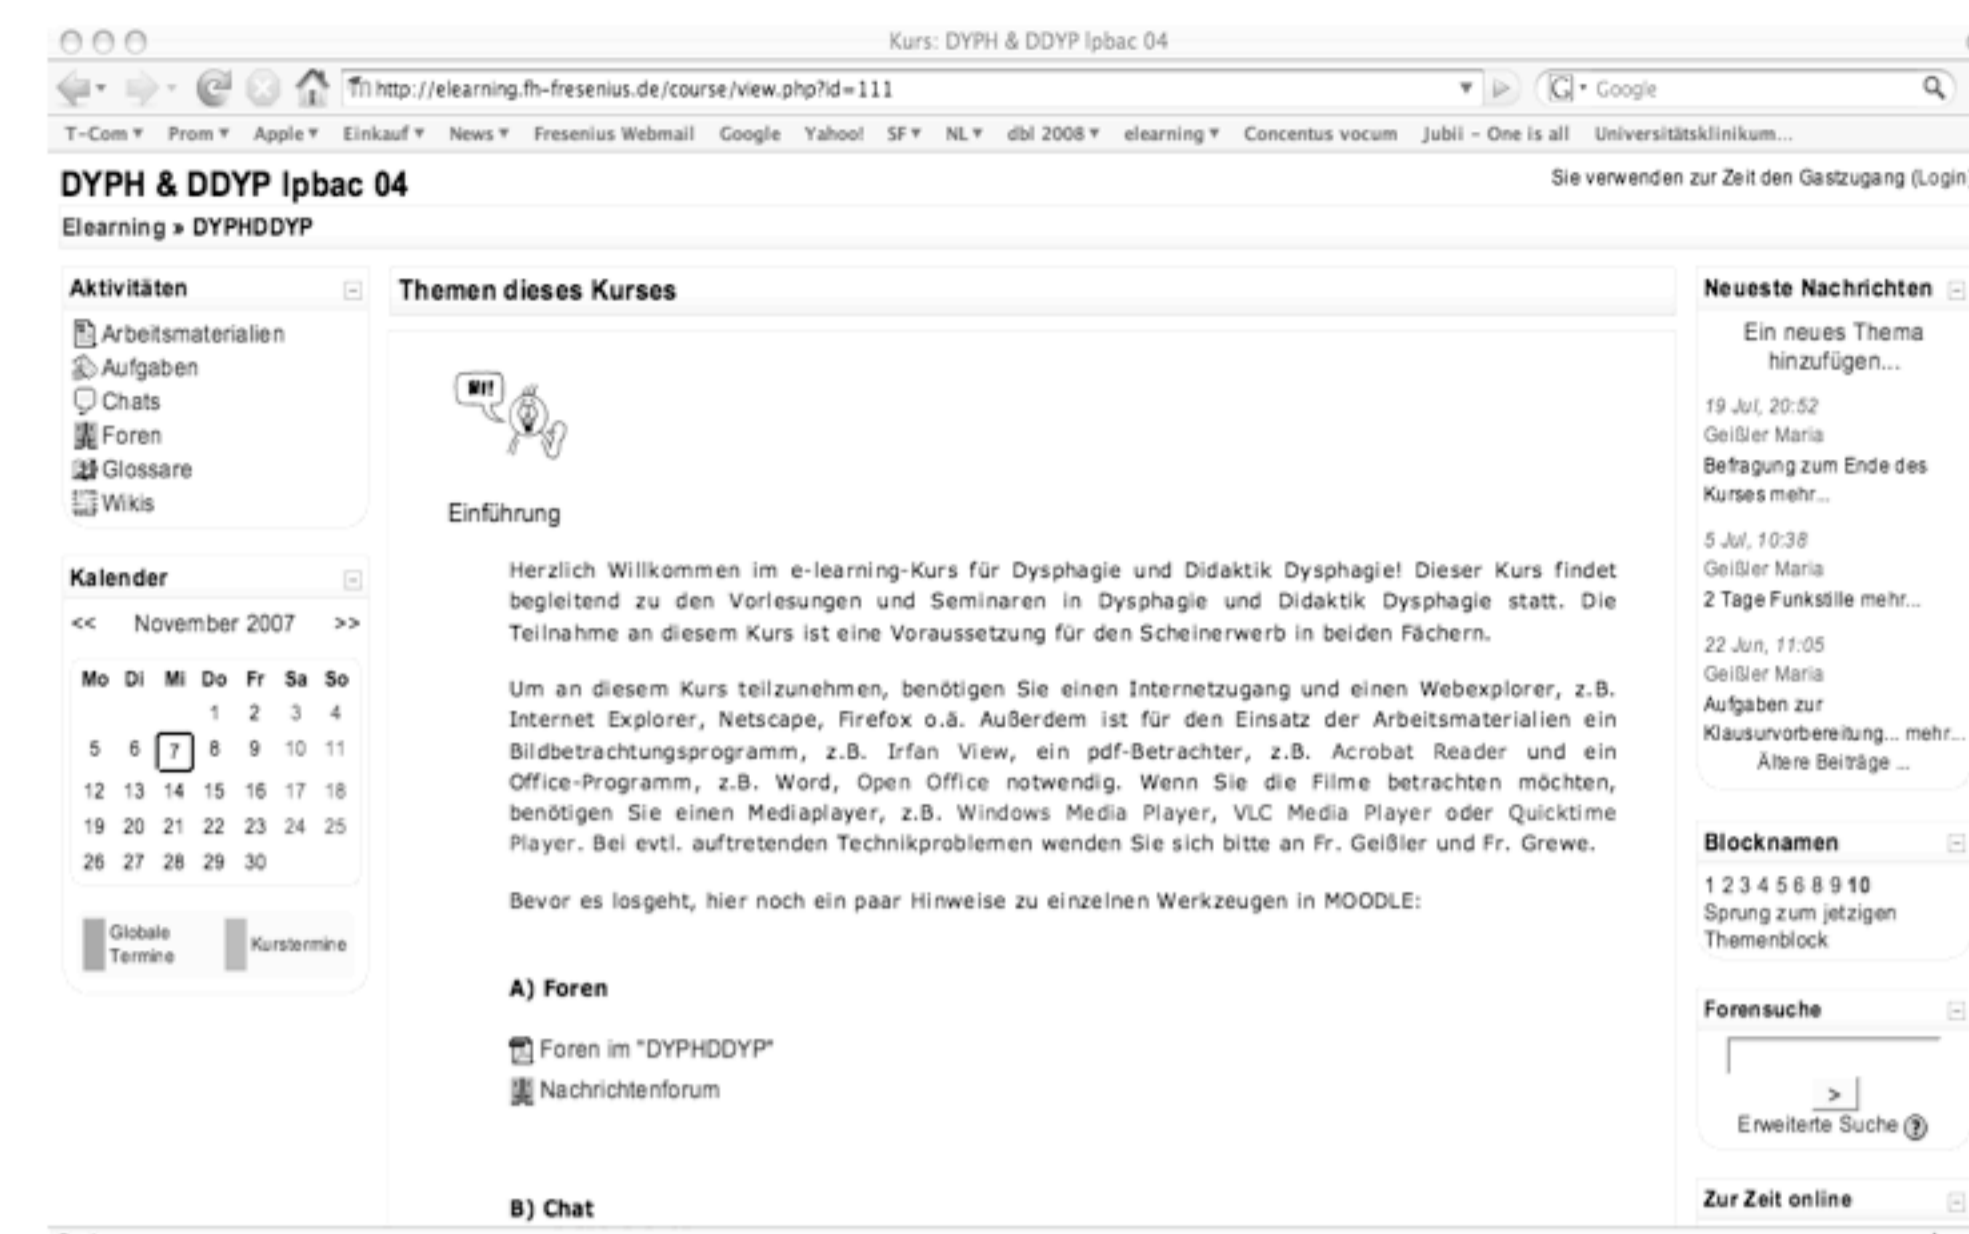 Kurs: DYPH & DDYP lpbac 04
http://elearning.fh-fresenius.de/course/view.php?id=111
Google
T-Com Prom Apple Einkauf News Fresenius Webmail Google Yahoo! SF NL dbl 2008 elearning Concentus vocum Jubii - One is all Universitätsklinikum...
DYPH & DDYP lpbac 04
Sie verwenden zur Zeit den Gastzugang (Login)
Elearning » DYPHDDYP
Aktivitäten
Arbeitsmaterialien
Aufgaben
Chats
Foren
Glossare
Wikis
Kalender
<< November 2007 >>
Mo Di Mi Do Fr Sa So
1 2 3 4
5 6 7 8 9 10 11
12 13 14 15 16 17 18
19 20 21 22 23 24 25
26 27 28 29 30
Globale
Termine
Kurstermine
Themen dieses Kurses
Hi!
Einführung
Herzlich Willkommen im e-learning-Kurs für Dysphagie und Didaktik Dysphagie! Dieser Kurs findet
begleitend zu den Vorlesungen und Seminaren in Dysphagie und Didaktik Dysphagie statt. Die
Teilnahme an diesem Kurs ist eine Voraussetzung für den Scheinerwerb in beiden Fächern.
Um an diesem Kurs teilzunehmen, benötigen Sie einen Internetzugang und einen Webexplorer, z.B.
Internet Explorer, Netscape, Firefox o.ä. Außerdem ist für den Einsatz der Arbeitsmaterialien ein
Bildbetrachtungsprogramm, z.B. Irfan View, ein pdf-Betrachter, z.B. Acrobat Reader und ein
Office-Programm, z.B. Word, Open Office notwendig. Wenn Sie die Filme betrachten möchten,
benötigen Sie einen Mediaplayer, z.B. Windows Media Player, VLC Media Player oder Quicktime
Player. Bei evtl. auftretenden Technikproblemen wenden Sie sich bitte an Fr. Geißler und Fr. Grewe.
Bevor es losgeht, hier noch ein paar Hinweise zu einzelnen Werkzeugen in MOODLE:
A) Foren
Foren im "DYPHDDYP"
Nachrichtenforum
B) Chat
Neueste Nachrichten
Ein neues Thema
hinzufügen...
19 Jul, 20:52
Geißler Maria
Befragung zum Ende des
Kurses mehr...
5 Jul, 10:38
Geißler Maria
2 Tage Funkstille mehr...
22 Jun, 11:05
Geißler Maria
Aufgaben zur
Klausurvorbereitung... mehr...
Ältere Beiträge ...
Blocknamen
1 2 3 4 5 6 8 9 10
Sprung zum jetzigen
Themenblock
Forensuche
>
Erweiterte Suche ?
Zur Zeit online